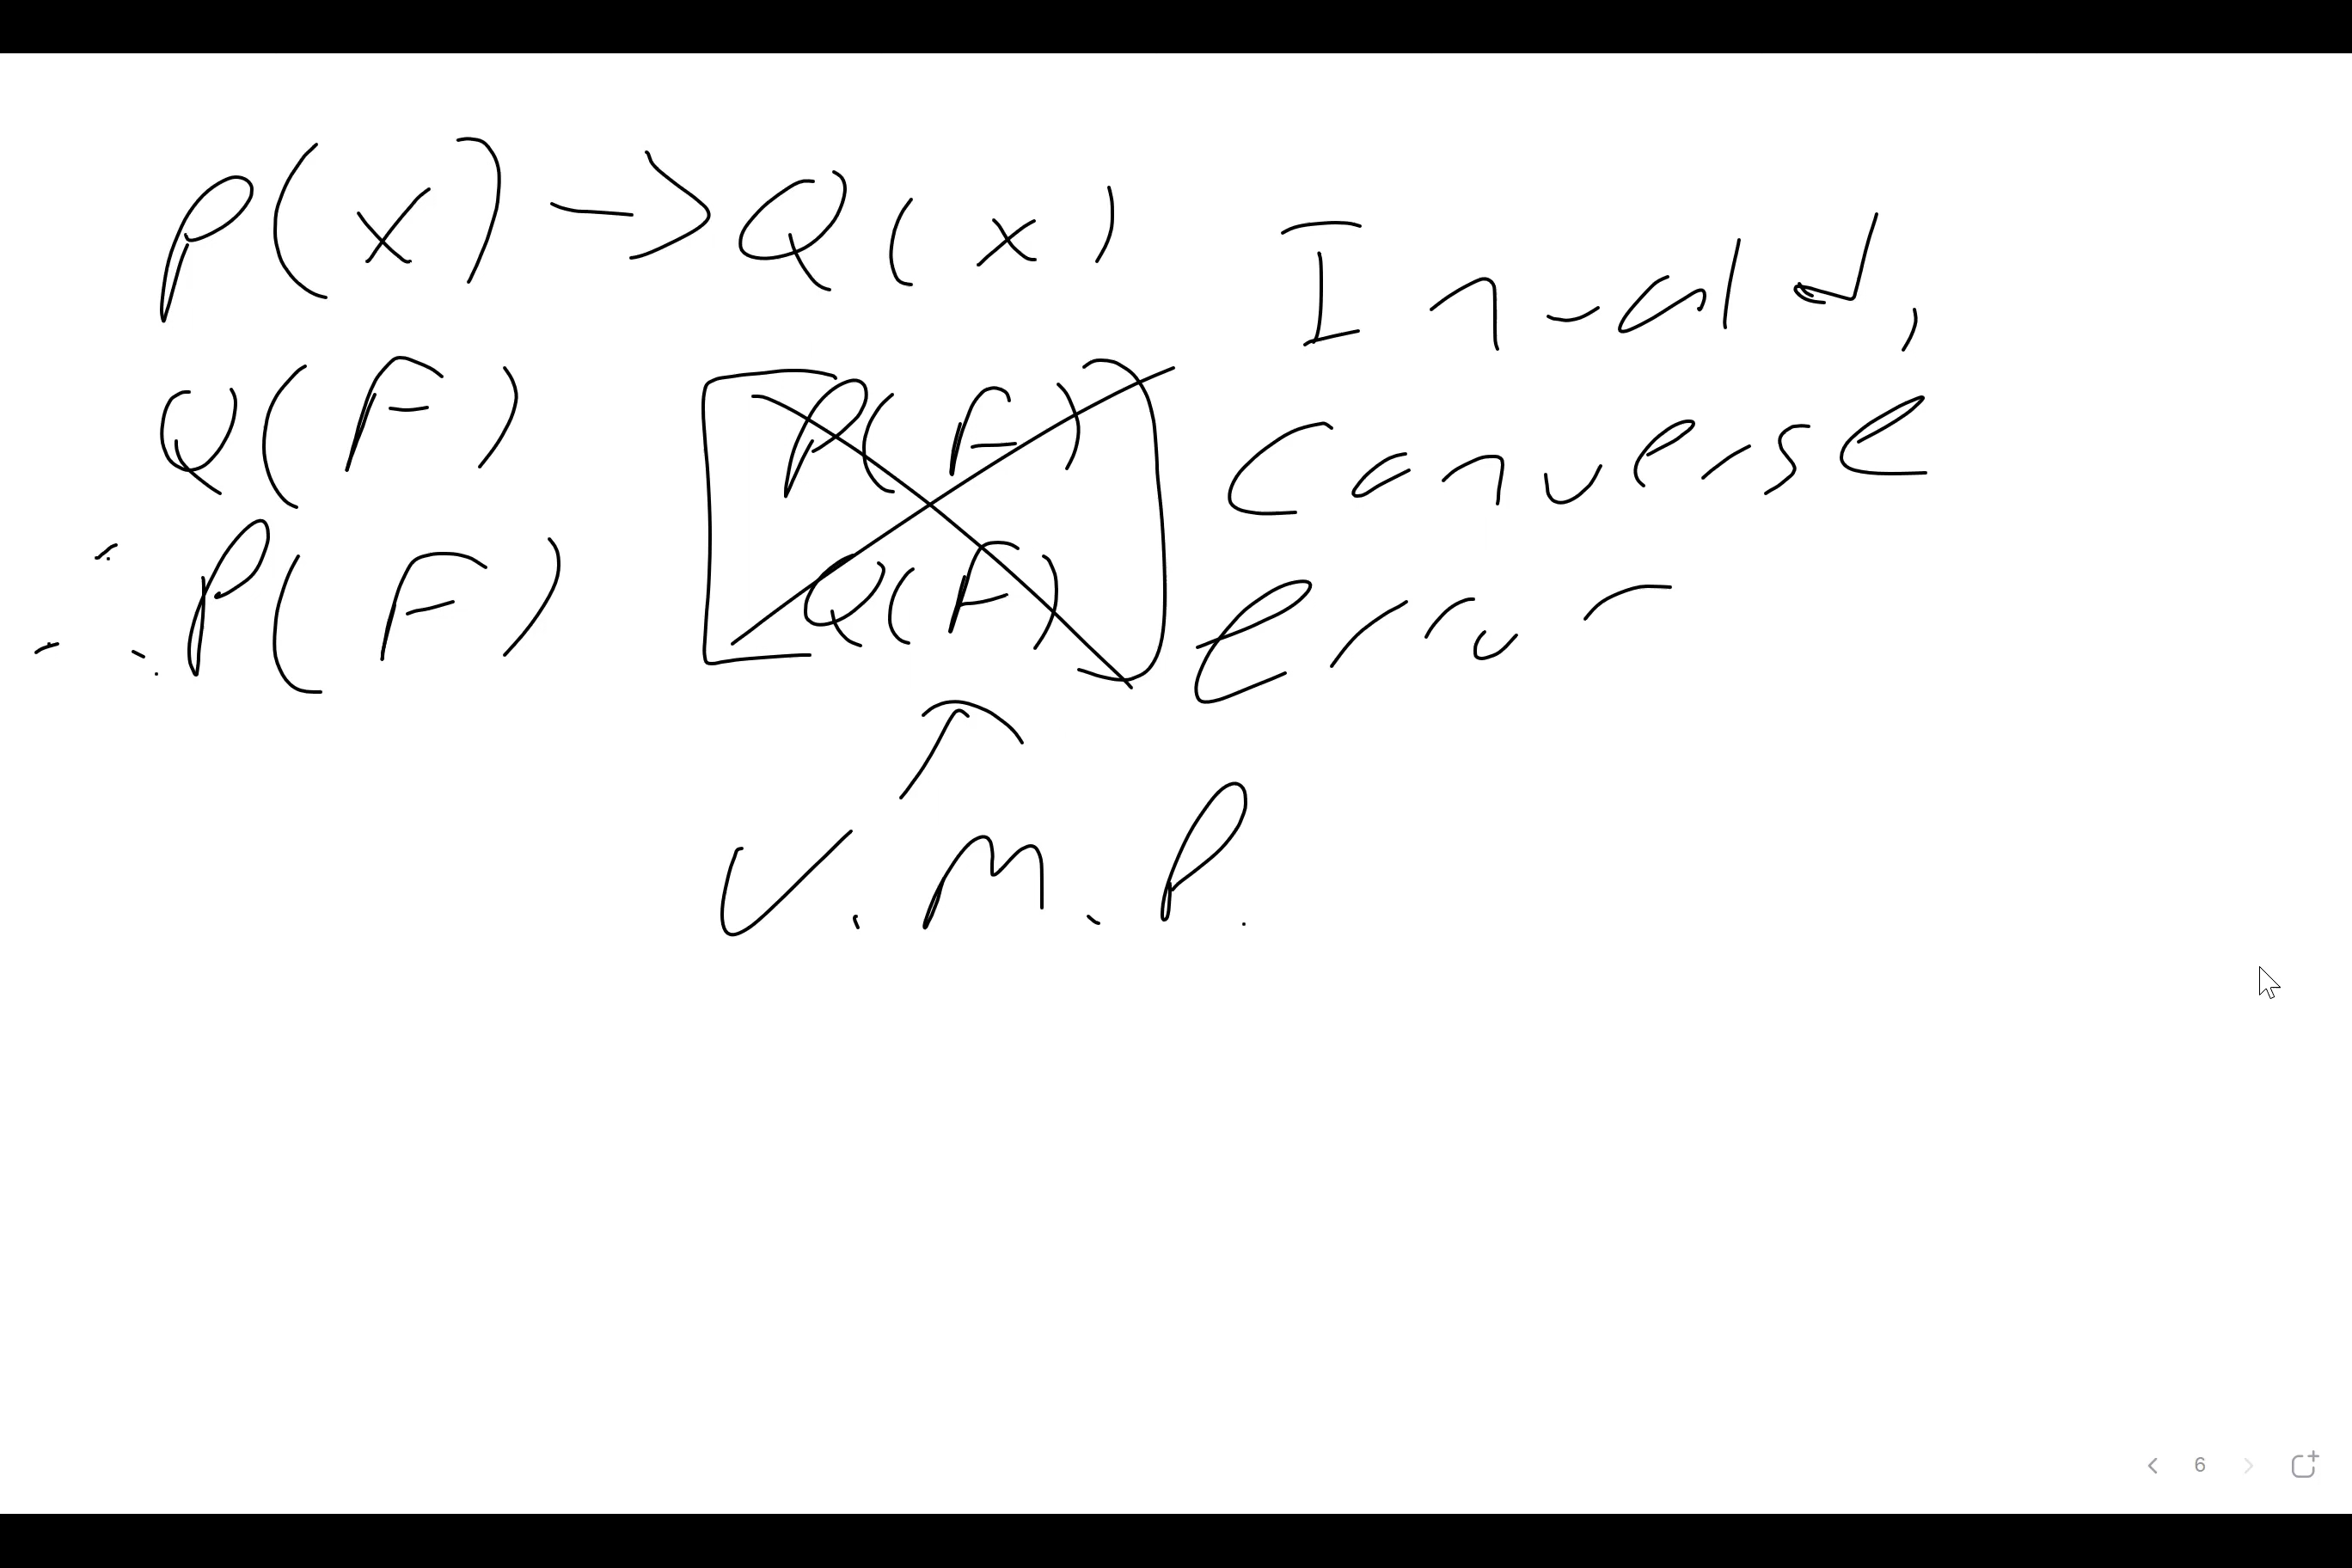 P(x) → Q(x)
Q(F)
∴ P(F)
P(F)
Q(F)
Invalid,
Converse
Error
U.M.P.
6